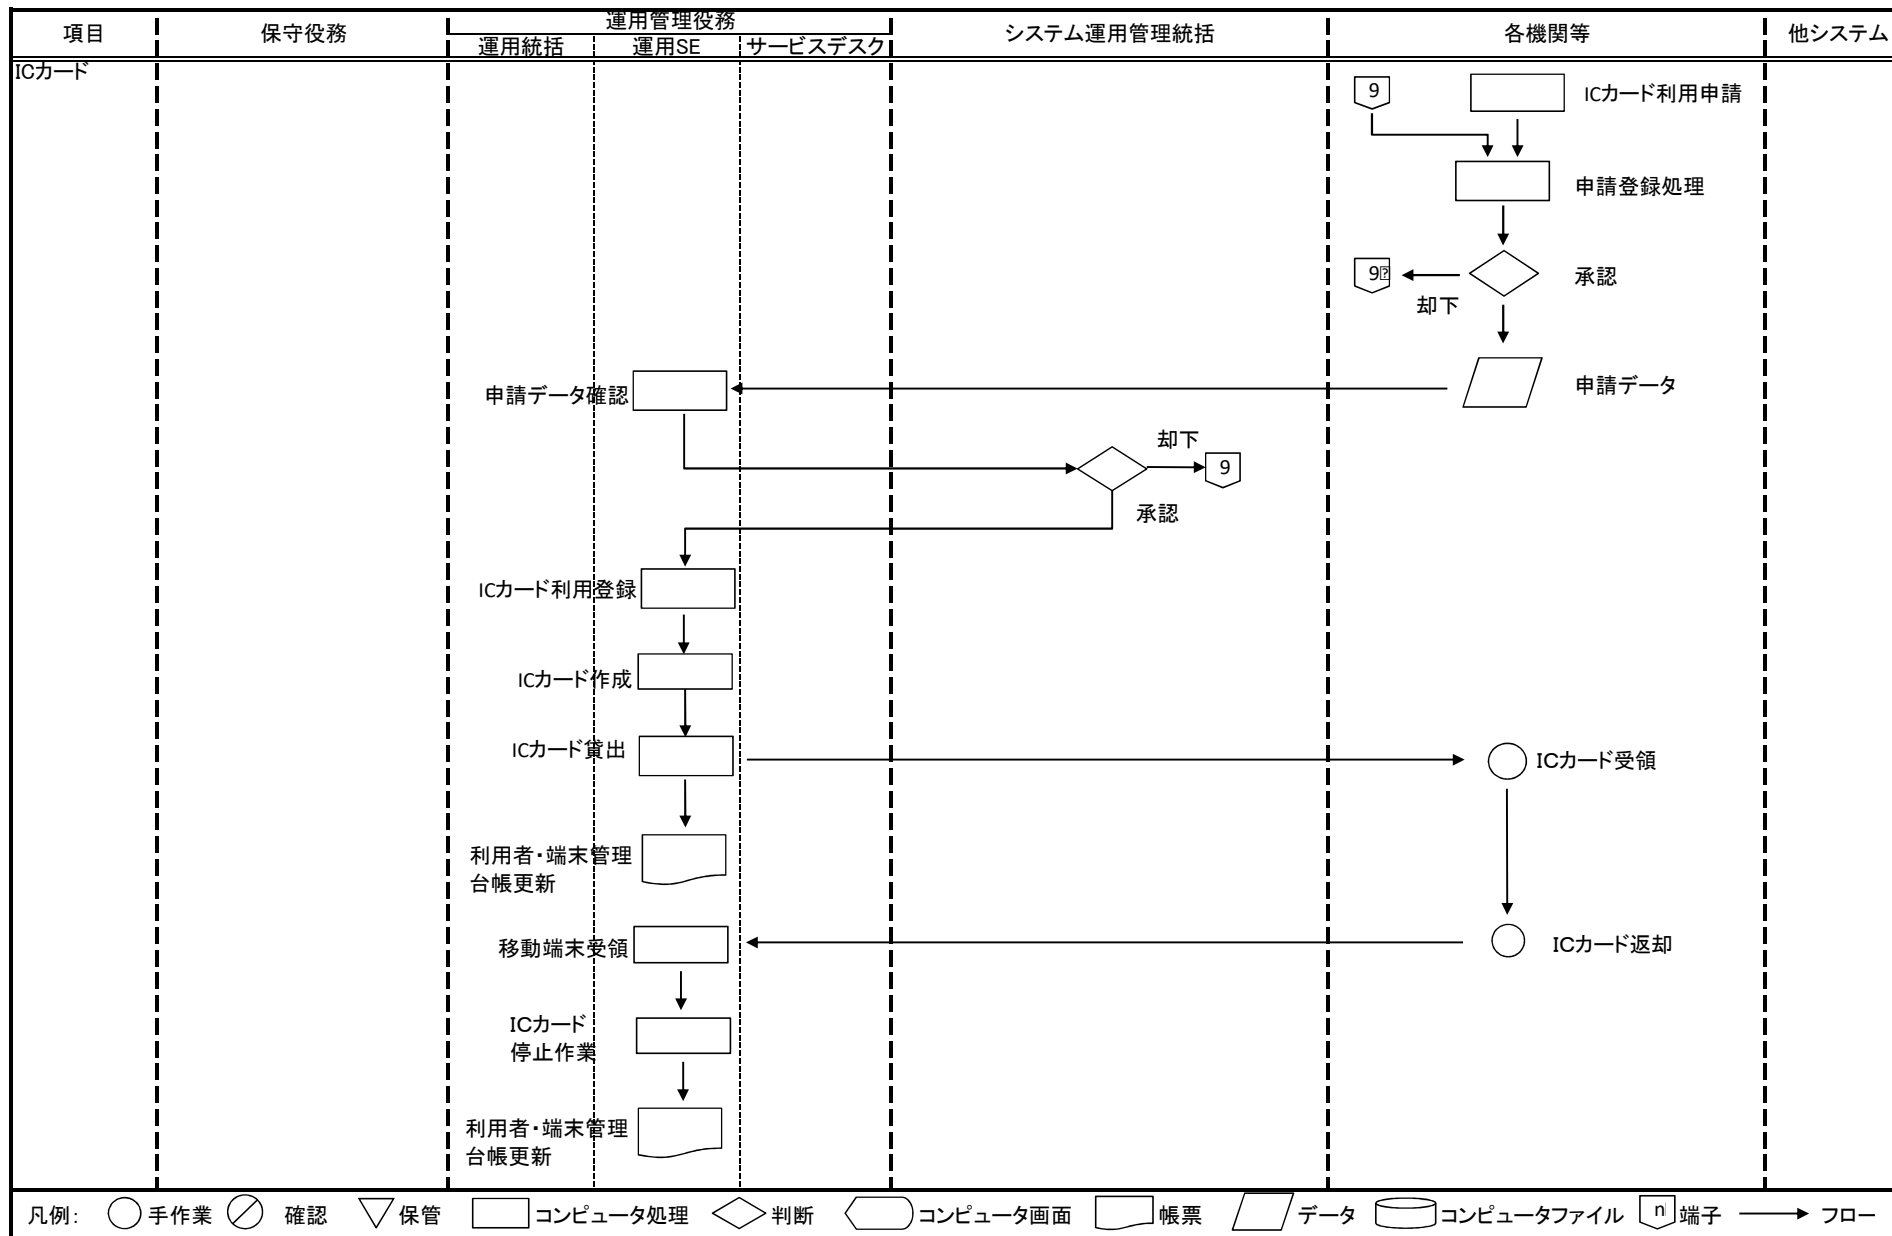 項目
保守役務
運用管理役務
運用統括
運用SE
サービスデスク
システム運用管理統括
各機関等
他システム
ICカード
9
ICカード利用申請
申請登録処理
9
承認
却下
申請データ確認
申請データ
却下
9
承認
ICカード利用登録
ICカード作成
ICカード貸出
ICカード受領
利用者・端末管理
台帳更新
移動端末受領
ICカード返却
ICカード
停止作業
利用者・端末管理
台帳更新
凡例: 手作業 確認 保管 コンピュータ処理 判断 コンピュータ画面 帳票 データ コンピュータファイル n 端子 フロー